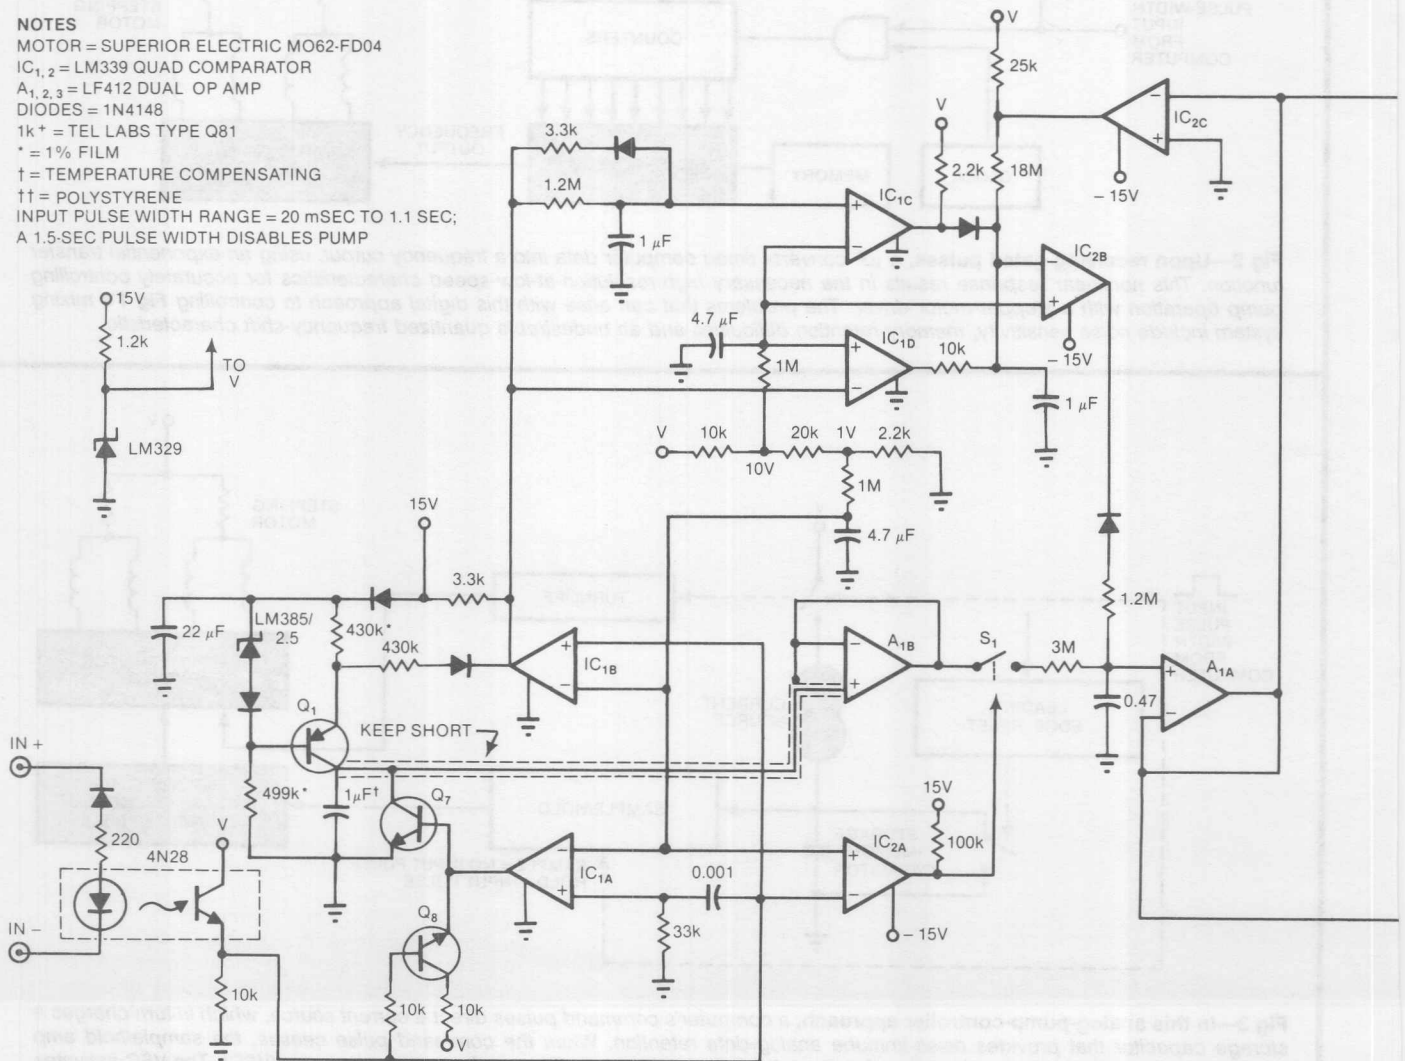 NOTES
MOTOR = SUPERIOR ELECTRIC MO62-FD04
IC1, 2 = LM339 QUAD COMPARATOR
A1, 2, 3 = LF412 DUAL OP AMP
DIODES = 1N4148
1k + = TEL LABS TYPE Q81
* = 1% FILM
† = TEMPERATURE COMPENSATING
†† = POLYSTYRENE
INPUT PULSE WIDTH RANGE = 20 mSEC TO 1.1 SEC;
A 1.5-SEC PULSE WIDTH DISABLES PUMP
V
25k
IC2C
−
+
− 15V
V
2.2k
18M
3.3k
1.2M
1 µF
+
−
IC1C
IC2B
−
+
− 15V
4.7 µF
+
−
IC1D
10k
1M
1 µF
15V
1.2k
TO
V
LM329
V
10k
20k
1V
2.2k
10V
1M
4.7 µF
15V
3.3k
22 µF
LM385/
2.5
430k*
430k
+
−
IC1B
−
+
A1B
S1
3M
1.2M
+
−
A1A
0.47
Q1
KEEP SHORT
IN +
499k*
1µF†
Q7
220
4N28
V
−
+
IC1A
0.001
+
−
IC2A
15V
100k
− 15V
33k
Q8
IN −
10k
10k
10k
V